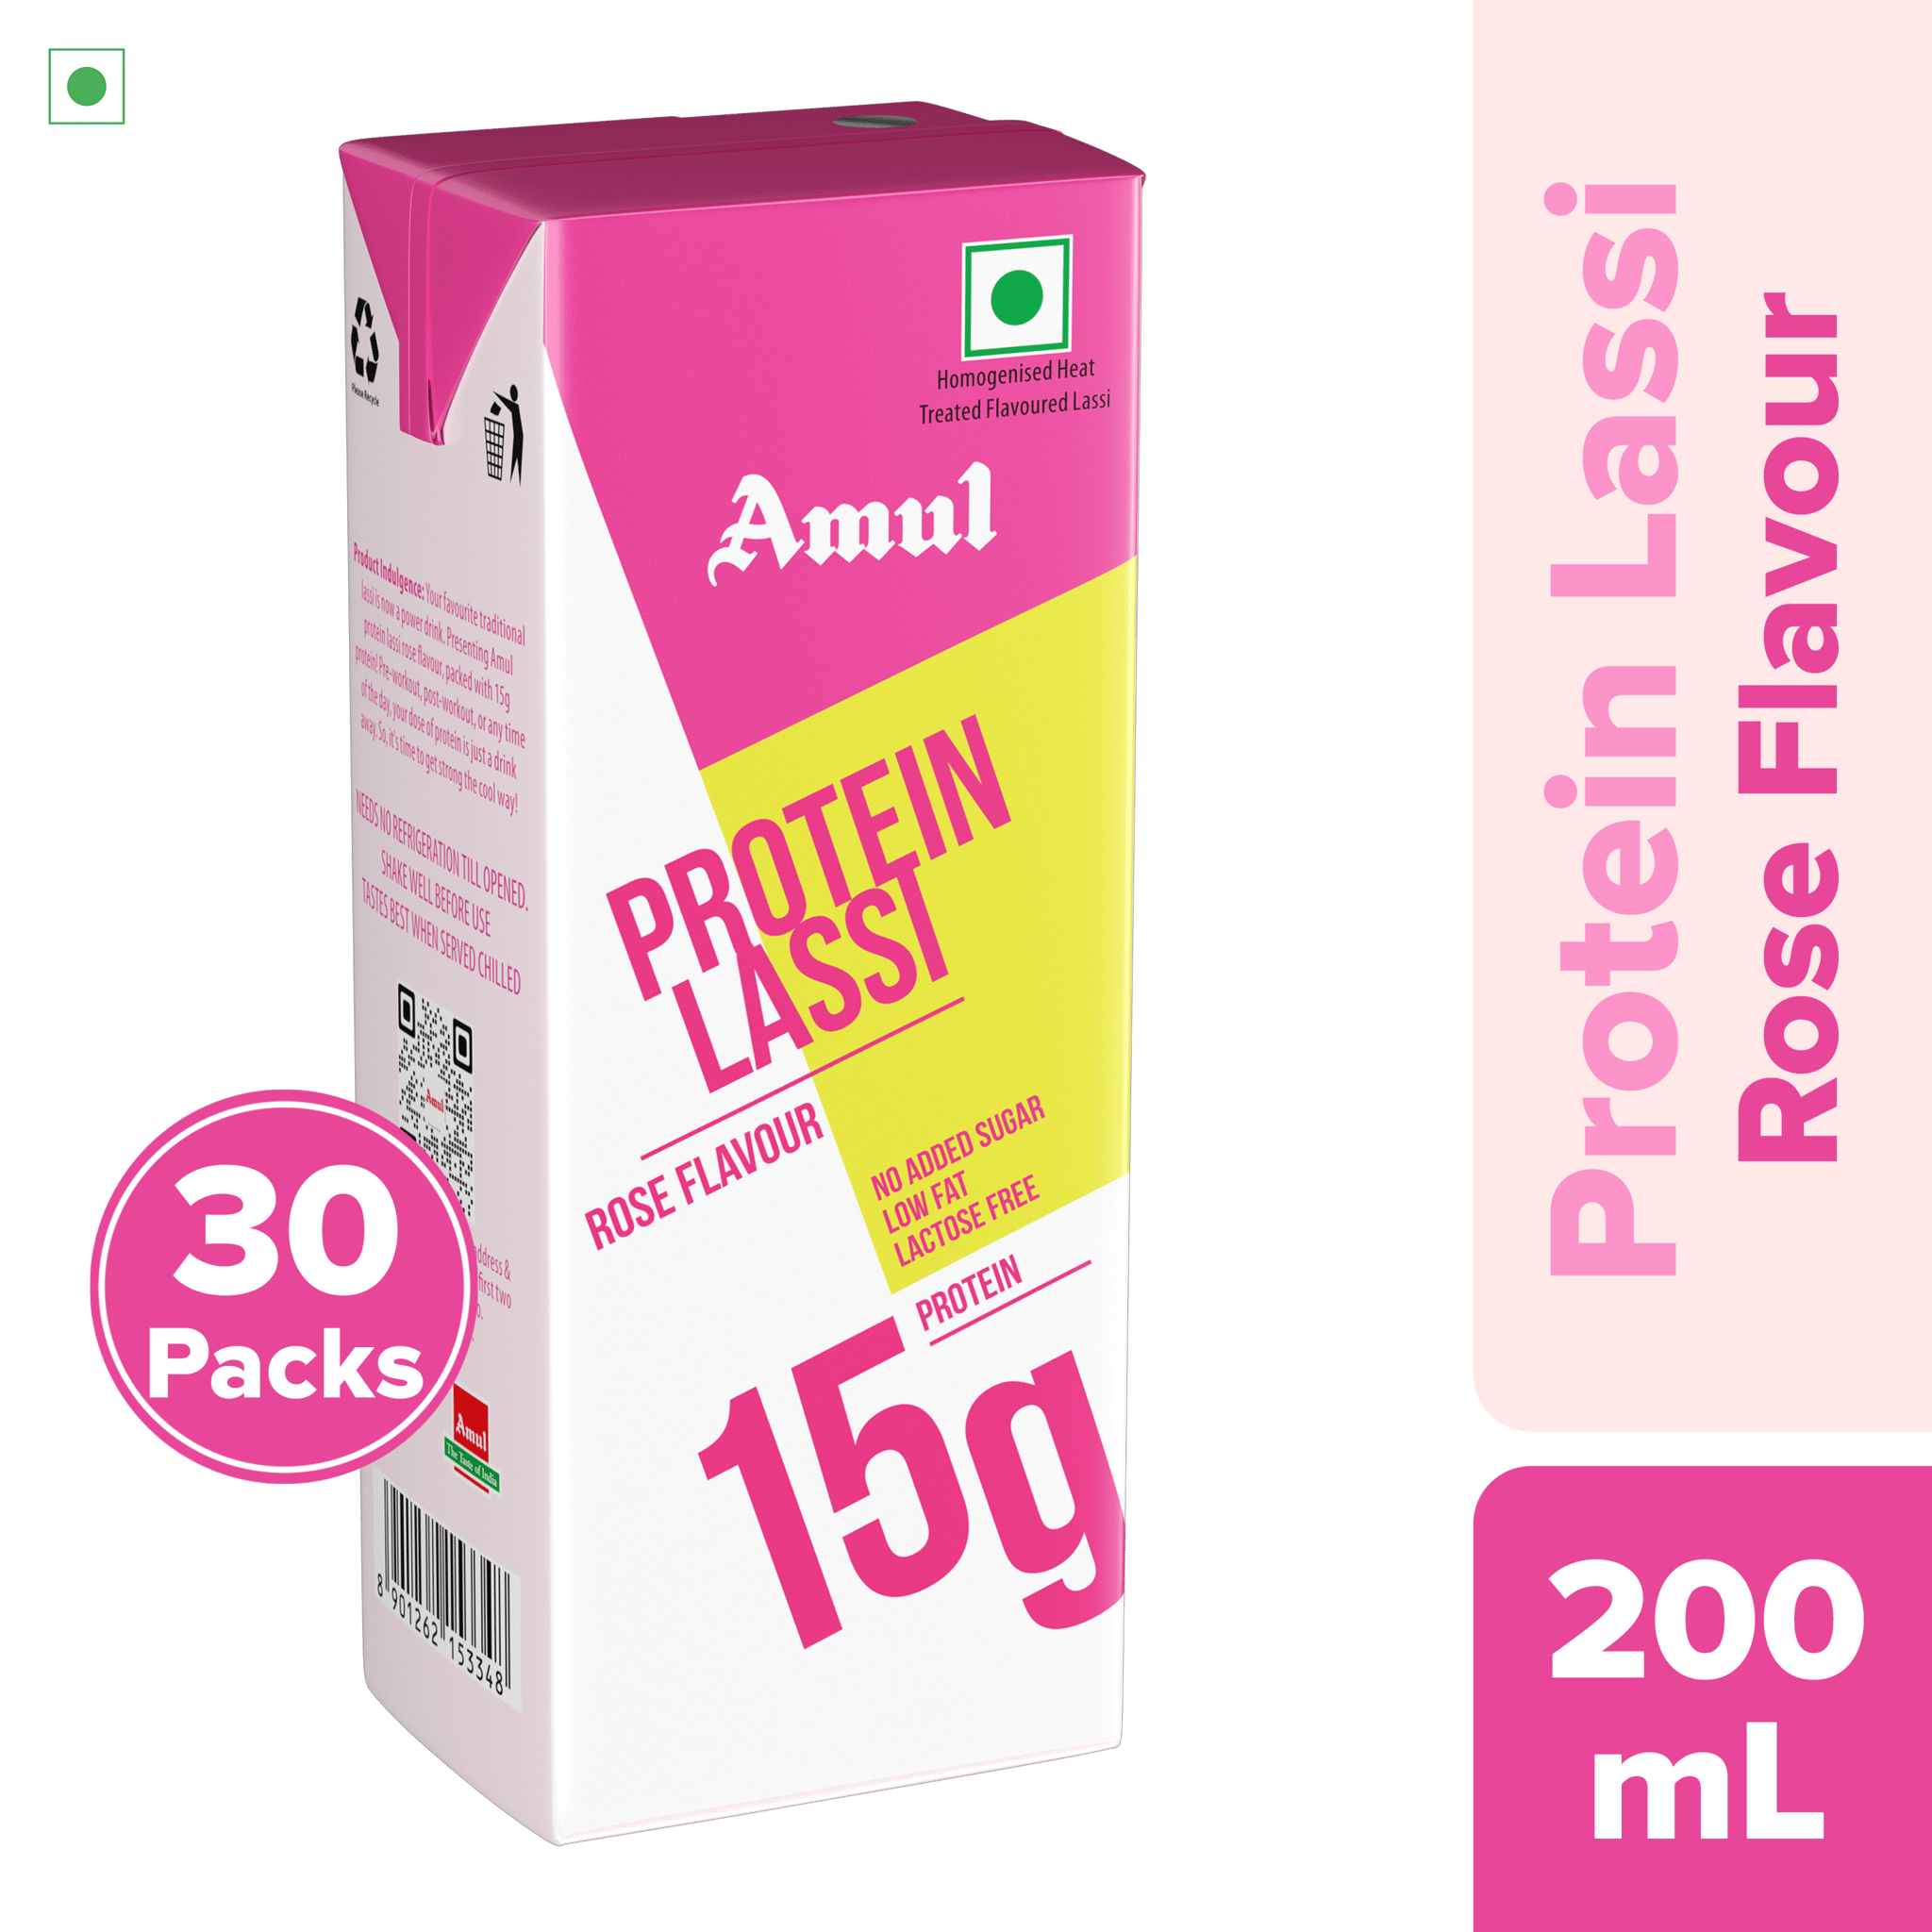 Homogenised Heat
Treated Flavoured Lassi
Amul
PROTEIN
LASSI
ROSE FLAVOUR
NO ADDED SUGAR
LOW FAT
LACTOSE FREE
PROTEIN
15g
Please Recycle
Product Indulgence: Your favourite traditional
lassi is now a power drink. Presenting Amul
protein lassi rose flavour, packed with 15g
protein! Pre-workout, post-workout, or any time
of the day, your dose of protein is just a drink
away. So, it's time to get strong the cool way!
NEEDS NO REFRIGERATION TILL OPENED.
SHAKE WELL BEFORE USE
TASTES BEST WHEN SERVED CHILLED
Amul
&
first two
Amul
The Taste of India
8 901262 153348
30
Packs
Protein Lassi
Rose Flavour
200
mL